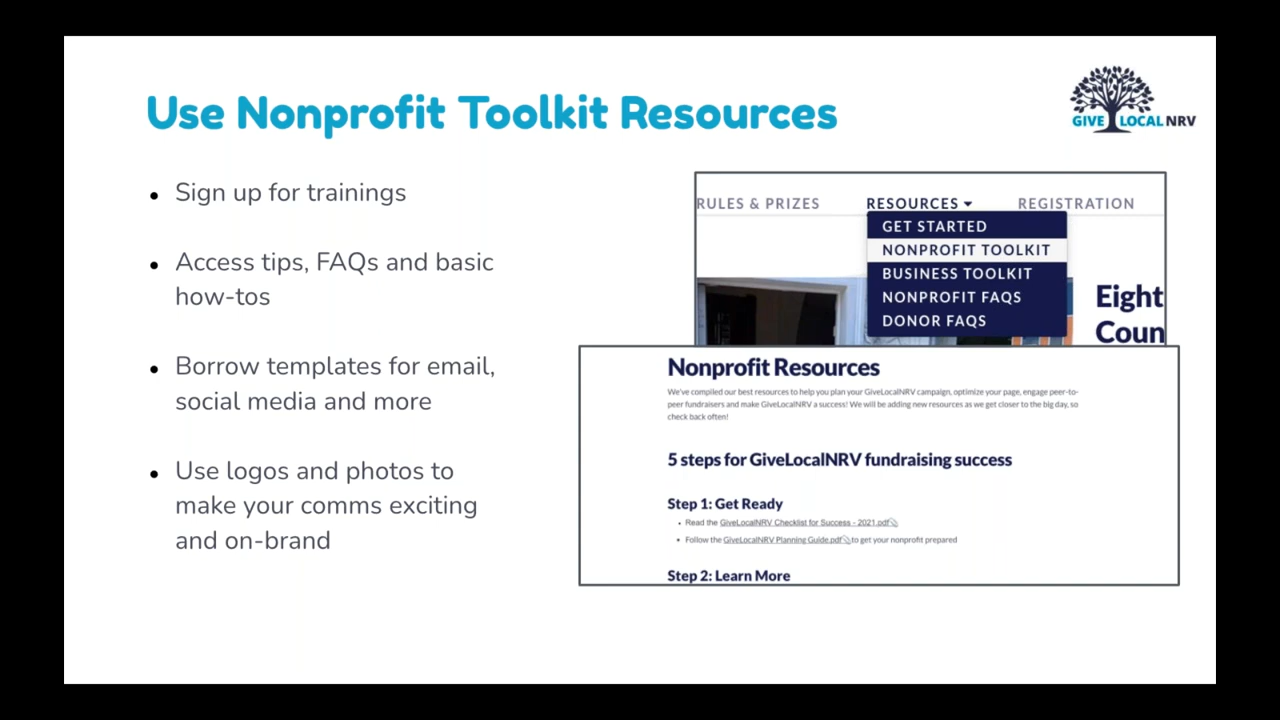 Use Nonprofit Toolkit Resources
GIVE LOCAL NRV
Sign up for trainings
Access tips, FAQs and basic
how-tos
Borrow templates for email,
social media and more
Use logos and photos to
make your comms exciting
and on-brand
RULES & PRIZES RESOURCES REGISTRATION
GET STARTED
NONPROFIT TOOLKIT
BUSINESS TOOLKIT
NONPROFIT FAQS
DONOR FAQS
Eight
Coun
Nonprofit Resources
We've compiled our best resources to help you plan your GiveLocalNRV campaign, optimize your page, engage peer-to-
peer fundraisers and make GiveLocalNRV a success! We will be adding new resources as we get closer to the big day, so
check back often!
5 steps for GiveLocalNRV fundraising success
Step 1: Get Ready
Read the GiveLocalNRV Checklist for Success - 2021.pdf
Follow the GiveLocalNRV Planning Guide.pdf to get your nonprofit prepared
Step 2: Learn More